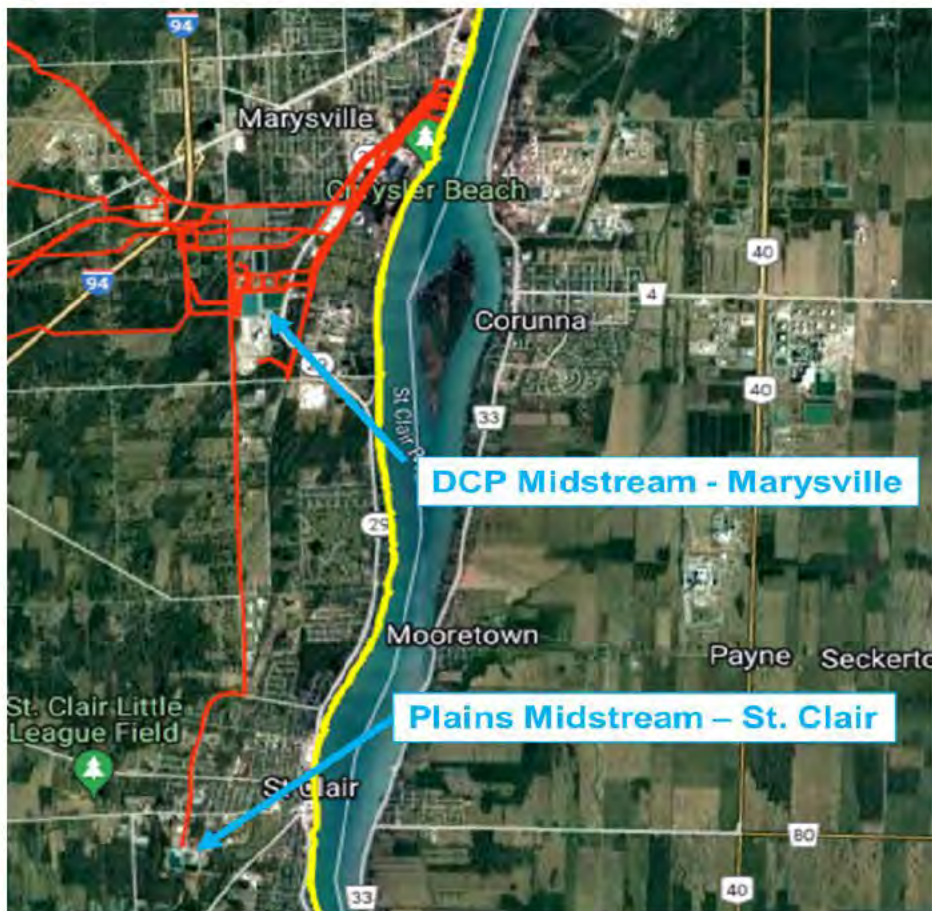 94
Marysville
Chrysler Beach
40
94
4
Corunna
40
29
33
St Clair
DCP Midstream - Marysville
29
Mooretown
Payne
Seckerto
St. Clair Little
League Field
Plains Midstream – St. Clair
St Clair
80
33
40